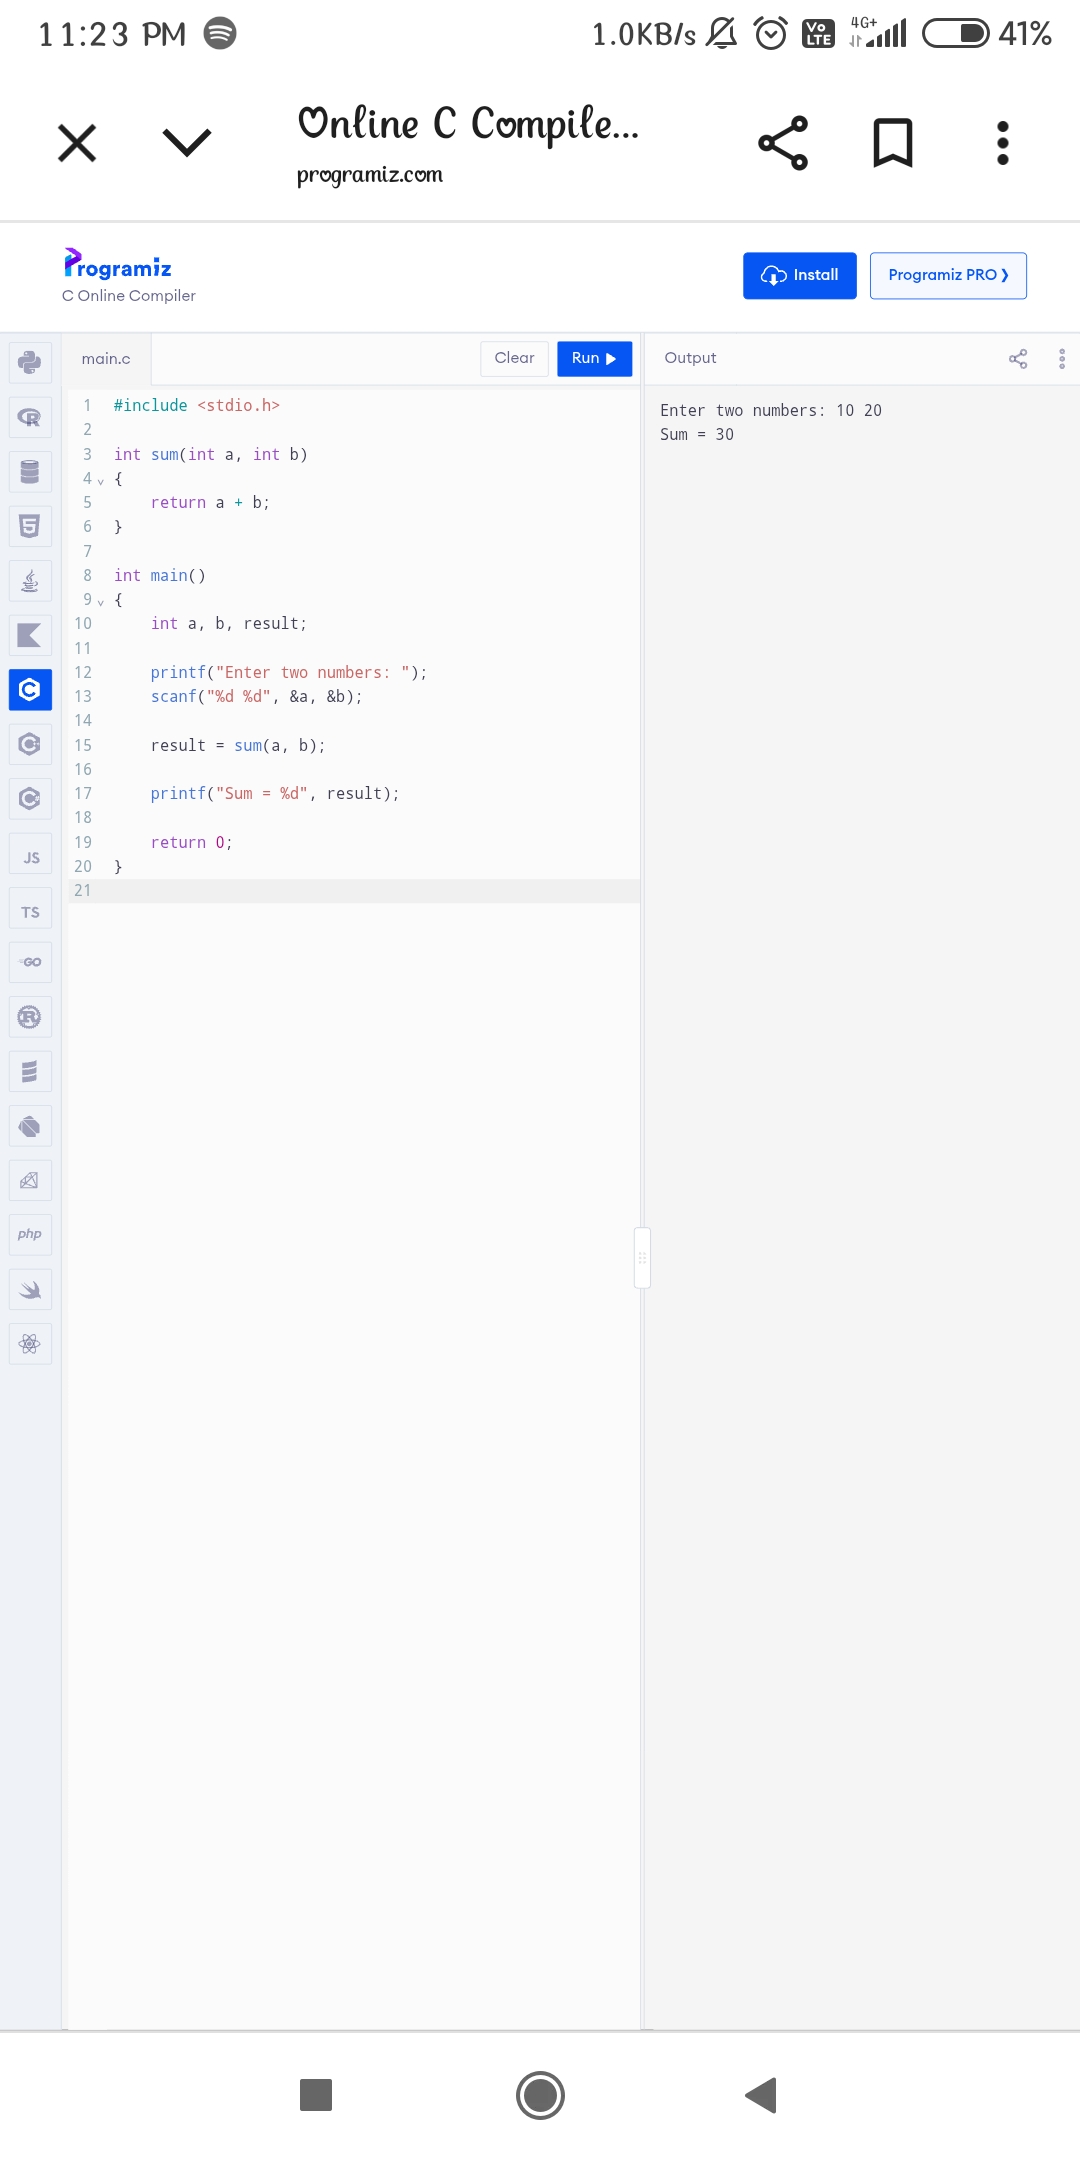 11:23 PM
1.0KB/s Vo LTE 4G+ 41%
Online C Compile...
programiz.com
Programiz
C Online Compiler
Install
Programiz PRO ❯
main.c
Clear
Run
Output
1 #include <stdio.h>
2
3 int sum(int a, int b)
4 {
5     return a + b;
6 }
7
8 int main()
9 {
10     int a, b, result;
11
12     printf("Enter two numbers: ");
13     scanf("%d %d", &a, &b);
14
15     result = sum(a, b);
16
17     printf("Sum = %d", result);
18
19     return 0;
20 }
21
Enter two numbers: 10 20
Sum = 30
JS
TS
GO
php